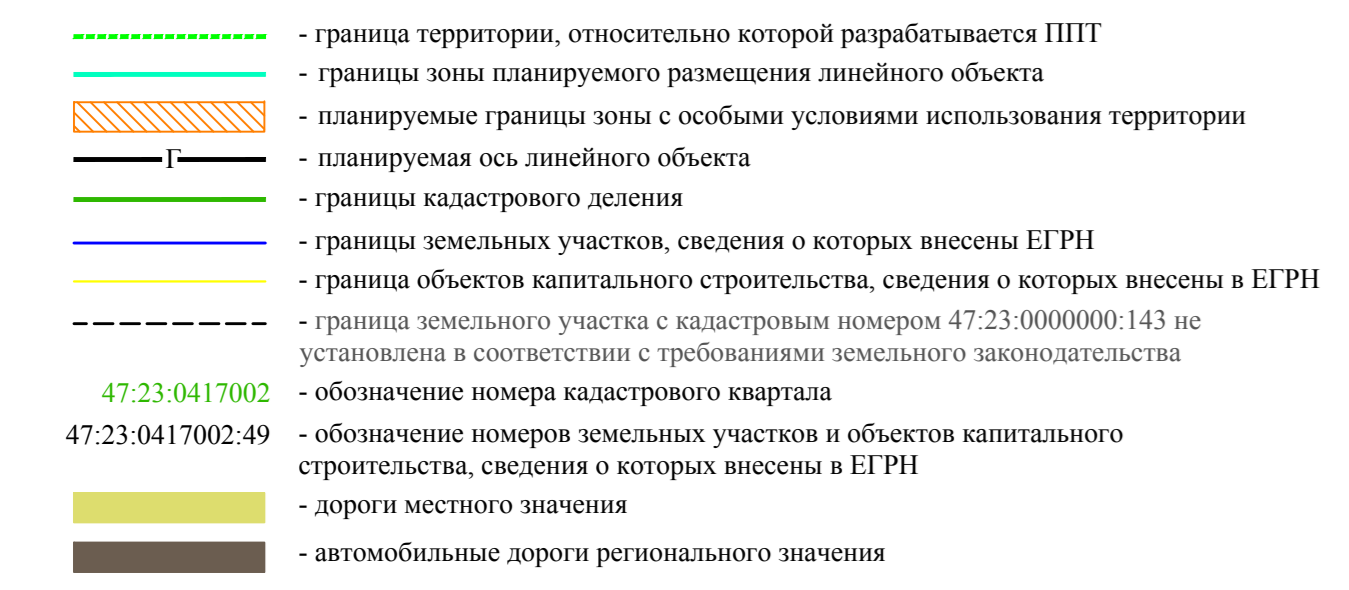 - граница территории, относительно которой разрабатывается ППТ
- границы зоны планируемого размещения линейного объекта
- планируемые границы зоны с особыми условиями использования территории
Г - планируемая ось линейного объекта
- границы кадастрового деления
- границы земельных участков, сведения о которых внесены ЕГРН
- граница объектов капитального строительства, сведения о которых внесены в ЕГРН
- граница земельного участка с кадастровым номером 47:23:0000000:143 не
установлена в соответствии с требованиями земельного законодательства
47:23:0417002 - обозначение номера кадастрового квартала
47:23:0417002:49 - обозначение номеров земельных участков и объектов капитального
строительства, сведения о которых внесены в ЕГРН
- дороги местного значения
- автомобильные дороги регионального значения